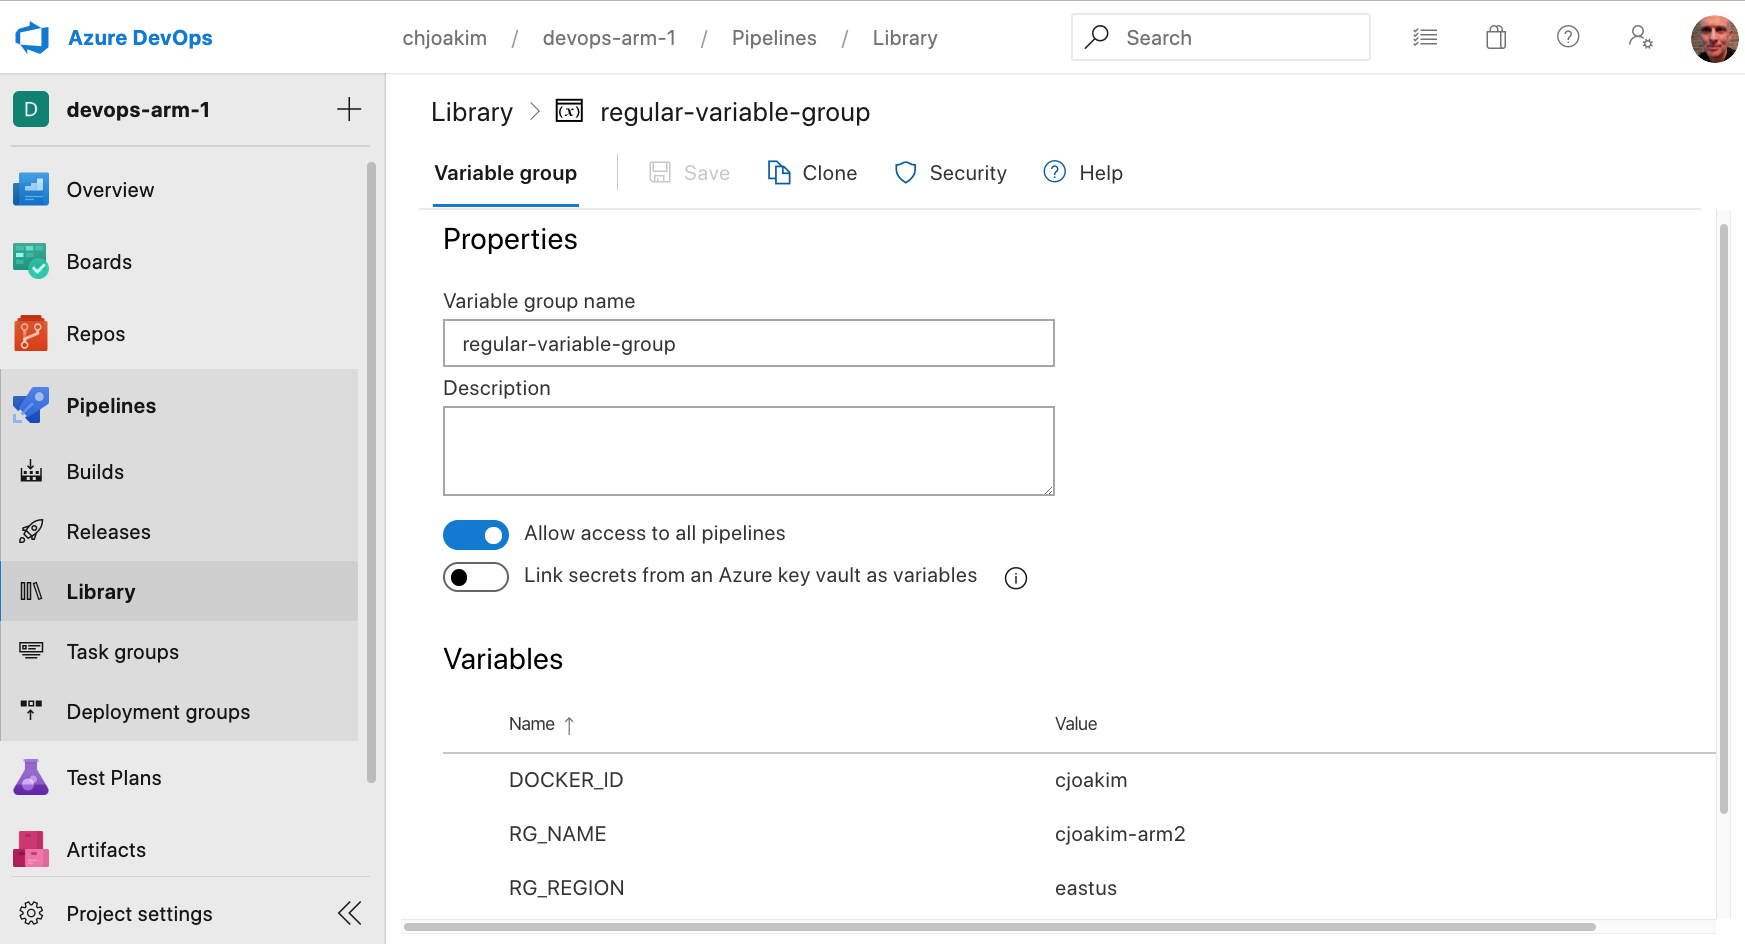 Azure DevOps
chjoakim / devops-arm-1 / Pipelines / Library
Search
D devops-arm-1
Overview
Boards
Repos
Pipelines
Builds
Releases
Library
Task groups
Deployment groups
Test Plans
Artifacts
Project settings
Library > (x) regular-variable-group
Variable group Save Clone Security ? Help
Properties
Variable group name
regular-variable-group
Description
Allow access to all pipelines
Link secrets from an Azure key vault as variables
Variables
Name ↑ Value
DOCKER_ID cjoakim
RG_NAME cjoakim-arm2
RG_REGION eastus